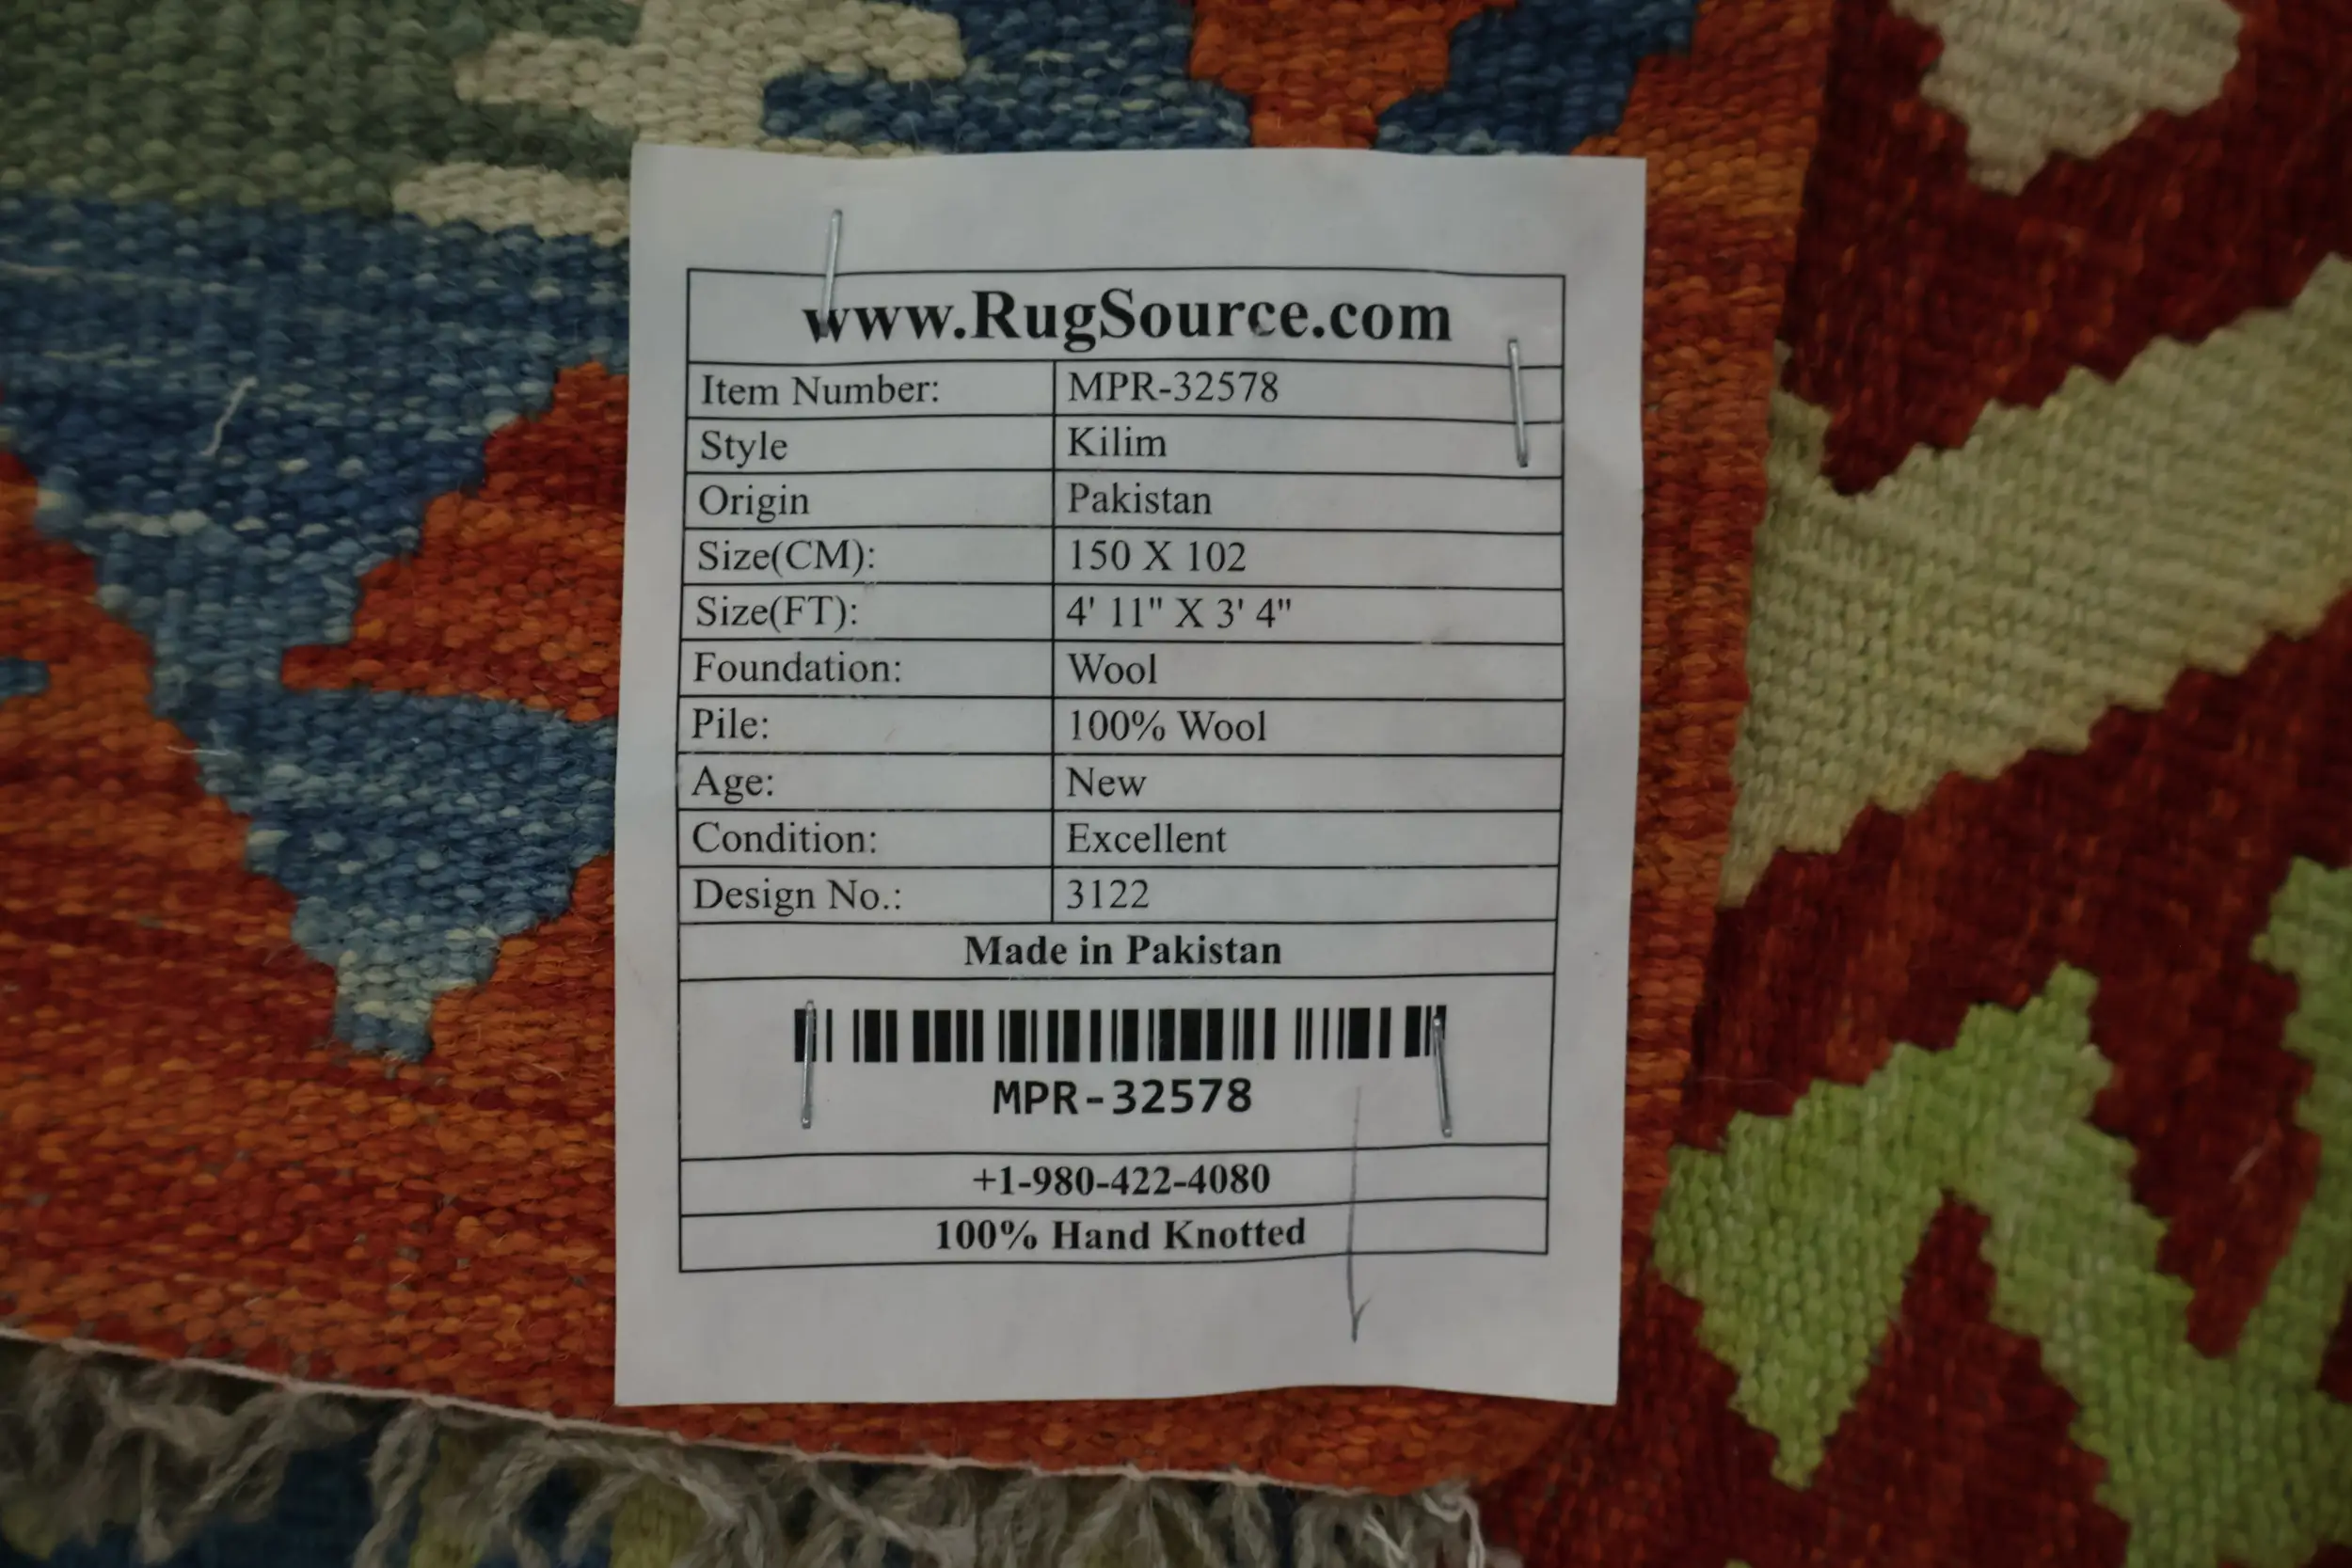 www.RugSource.com
Item Number: MPR-32578
Style Kilim
Origin Pakistan
Size(CM): 150 X 102
Size(FT): 4' 11" X 3' 4"
Foundation: Wool
Pile: 100% Wool
Age: New
Condition: Excellent
Design No.: 3122
Made in Pakistan
MPR-32578
+1-980-422-4080
100% Hand Knotted